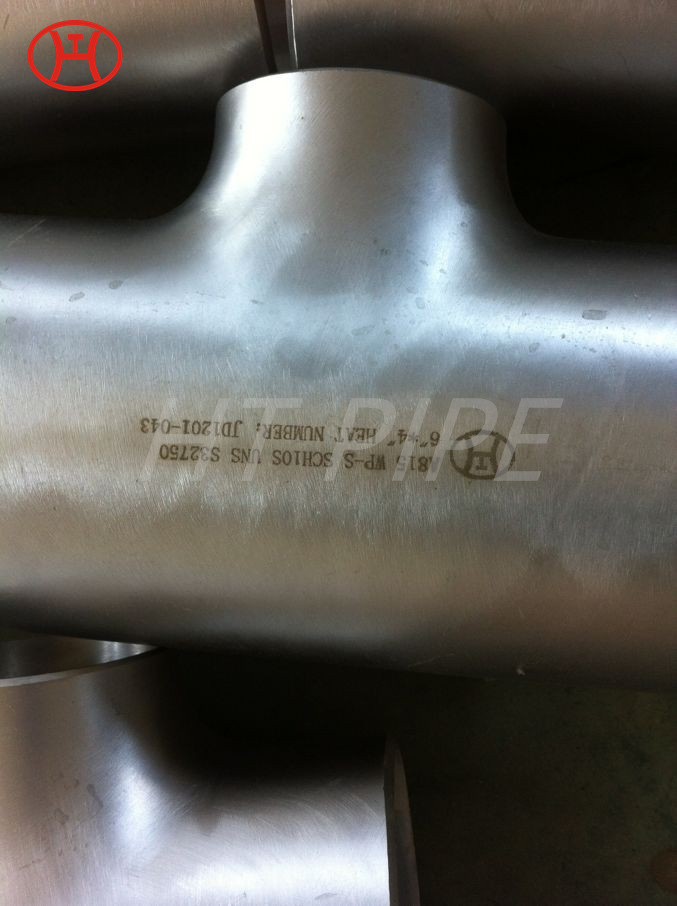 A815 WP-S SCH10S UNS S32750
6"*4" HEAT NUMBER: JD1201-043
HT PIPE